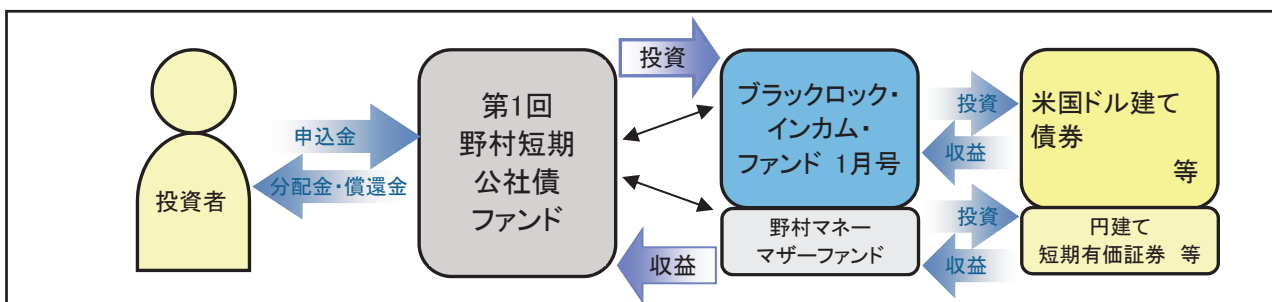 投資者
申込金
分配金・償還金
第1回
野村短期
公社債
ファンド
投資
収益
ブラックロック・
インカム・
ファンド 1月号
野村マネー
マザーファンド
投資
収益
投資
収益
米国ドル建て
債券
等
円建て
短期有価証券 等